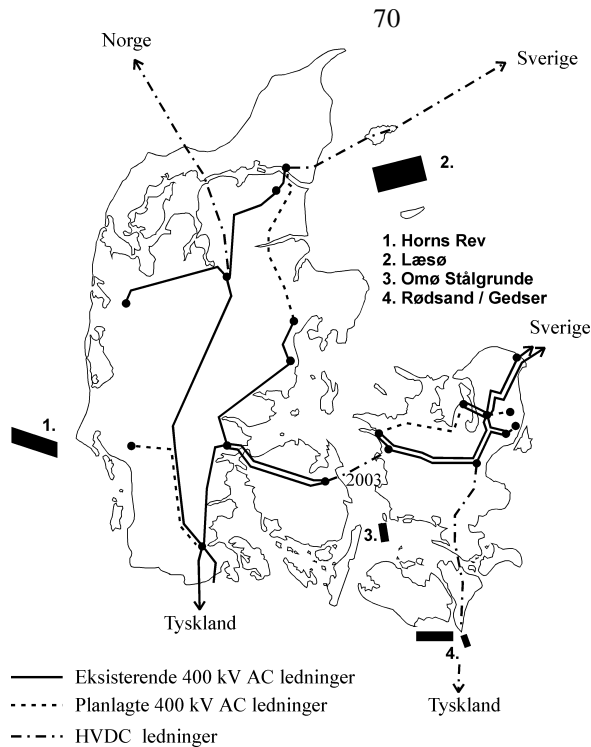 70
Norge
Sverige
2.
1. Horns Rev
2. Læsø
3. Omø Stålgrunde
4. Rødsand / Gedser
Sverige
1.
2003
3.
Tyskland
4.
Eksisterende 400 kV AC ledninger
Planlagte 400 kV AC ledninger
Tyskland
HVDC ledninger